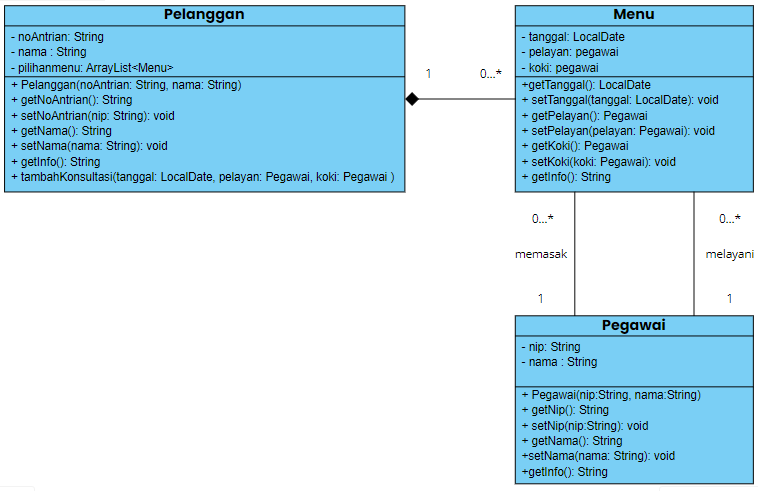 Pelanggan
- noAntrian: String
- nama : String
- pilihanmenu: ArrayList<Menu>
+ Pelanggan(noAntrian: String, nama: String)
+ getNoAntrian(): String
+ setNoAntrian(nip: String): void
+ getNama(): String
+ setNama(nama: String): void
+ getInfo(): String
+ tambahKonsultasi(tanggal: LocalDate, pelayan: Pegawai, koki: Pegawai )
1
0...*
Menu
- tanggal: LocalDate
- pelayan: pegawai
- koki: pegawai
+getTanggal(): LocalDate
+ setTanggal(tanggal: LocalDate): void
+ getPelayan(): Pegawai
+ setPelayan(pelayan: Pegawai): void
+ getKoki(): Pegawai
+ setKoki(koki: Pegawai): void
+ getInfo(): String
0...*
0...*
memasak
melayani
1
1
Pegawai
- nip: String
- nama : String
+ Pegawai(nip:String, nama:String)
+ getNip(): String
+ setNip(nip:String): void
+ getNama(): String
+setNama(nama: String): void
+getInfo(): String